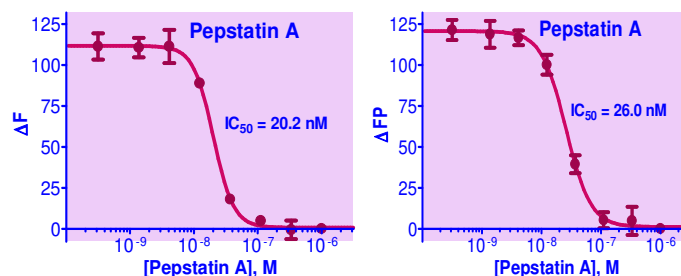 Pepstatin A
ΔF
125
100
75
50
25
0
IC50 = 20.2 nM
10-9 10-8 10-7 10-6
[Pepstatin A], M
Pepstatin A
ΔFP
125
100
75
50
25
0
IC50 = 26.0 nM
10-9 10-8 10-7 10-6
[Pepstatin A], M